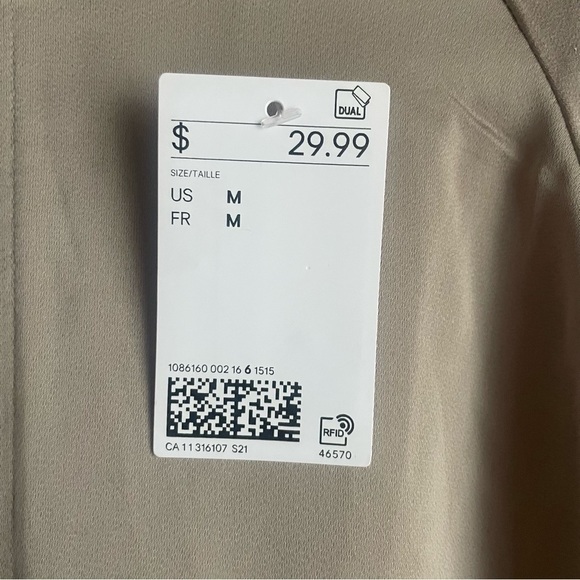 DUAL
$ 29.99
SIZE/TAILLE
US M
FR M
1086160 002 16 6 1515
RFID
CA 11 316107 S21
46570